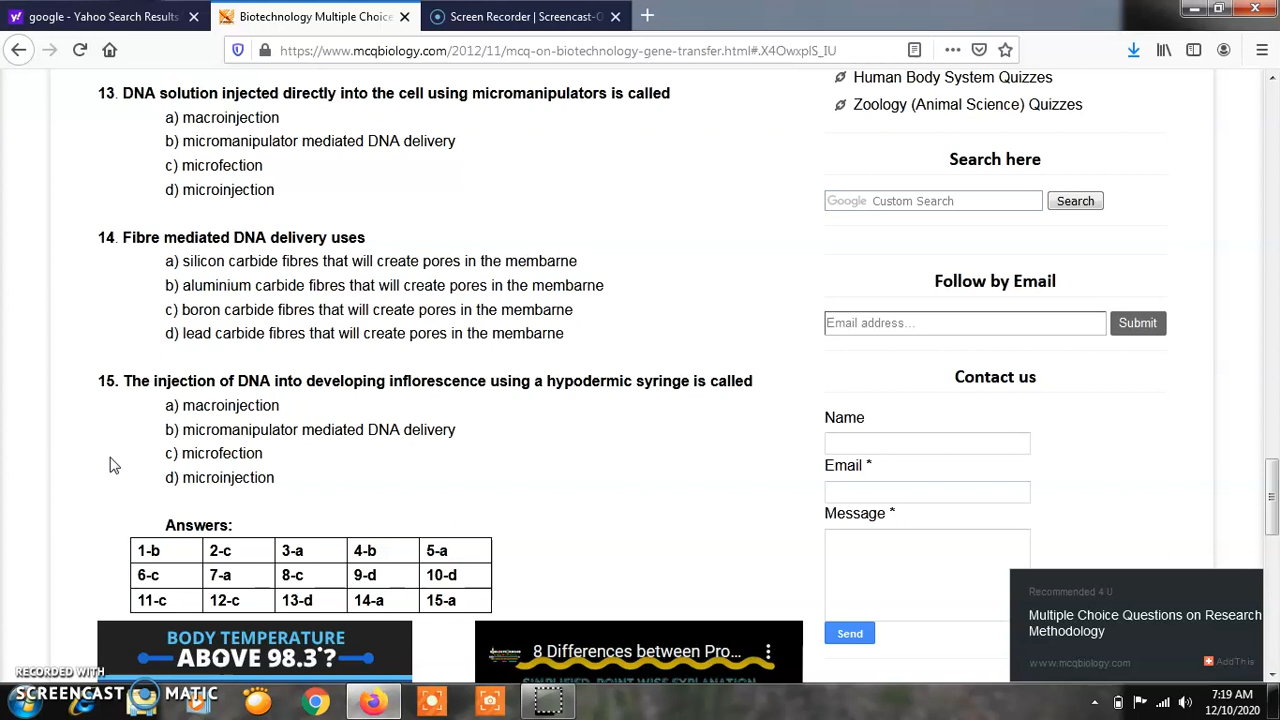 google - Yahoo Search Results
Biotechnology Multiple Choice
Screen Recorder | Screencast-O
https://www.mcqbiology.com/2012/11/mcq-on-biotechnology-gene-transfer.html#.X4OwxplS_IU
13. DNA solution injected directly into the cell using micromanipulators is called
a) macroinjection
b) micromanipulator mediated DNA delivery
c) microfection
d) microinjection
14. Fibre mediated DNA delivery uses
a) silicon carbide fibres that will create pores in the membarne
b) aluminium carbide fibres that will create pores in the membarne
c) boron carbide fibres that will create pores in the membarne
d) lead carbide fibres that will create pores in the membarne
15. The injection of DNA into developing inflorescence using a hypodermic syringe is called
a) macroinjection
b) micromanipulator mediated DNA delivery
c) microfection
d) microinjection
Answers:
1-b 2-c 3-a 4-b 5-a
6-c 7-a 8-c 9-d 10-d
11-c 12-c 13-d 14-a 15-a
BODY TEMPERATURE
ABOVE 98.3°?
8 Differences between Pro...
SIMPLIFIED, POINT WISE EXPLANATION
Human Body System Quizzes
Zoology (Animal Science) Quizzes
Search here
Google Custom Search
Search
Follow by Email
Email address...
Submit
Contact us
Name
Email *
Message *
Send
Recommended 4 U
Multiple Choice Questions on Research
Methodology
www.mcqbiology.com
AddThis
RECORDED WITH
SCREENCAST MATIC
7:19 AM
12/10/2020